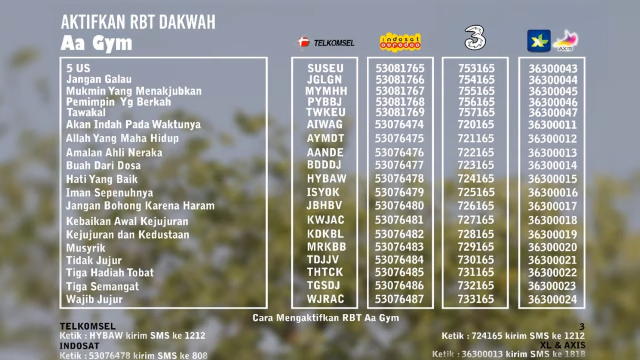 AKTIFKAN RBT DAKWAH
Aa Gym
TELKOMSEL indosat ooredoo 3 XL AXIS
5 US SUSEU 53081765 753165 36300043
Jangan Galau JGLGN 53081766 754165 36300044
Mukmin Yang Menakjubkan MYMHH 53081767 755165 36300045
Pemimpin Yg Berkah PYBBJ 53081768 756165 36300046
Tawakal TWKEU 53081769 757165 36300047
Akan Indah Pada Waktunya AIWAG 53076474 720165 36300011
Allah Yang Maha Hidup AYMDT 53076475 721165 36300012
Amalan Ahli Neraka AANDE 53076476 722165 36300013
Buah Dari Dosa BDDDJ 53076477 723165 36300014
Hati Yang Baik HYBAW 53076478 724165 36300015
Iman Sepenuhnya ISYOK 53076479 725165 36300016
Jangan Bohong Karena Haram JBHBV 53076480 726165 36300017
Kebaikan Awal Kejujuran KWJAC 53076481 727165 36300018
Kejujuran dan Kedustaan KDKBL 53076482 728165 36300019
Musyrik MRKBB 53076483 729165 36300020
Tidak Jujur TDJJV 53076484 730165 36300021
Tiga Hadiah Tobat THTCK 53076485 731165 36300022
Tiga Semangat TGSDJ 53076486 732165 36300023
Wajib Jujur WJRAC 53076487 733165 36300024
Cara Mengaktifkan RBT Aa Gym
TELKOMSEL 3
Ketik : HYBAW kirim SMS ke 1212 Ketik : 724165 kirim SMS ke 1212
INDOSAT XL & AXIS
Ketik : 53076478 kirim SMS ke 808 Ketik : 36300013 kirim SMS ke 1818